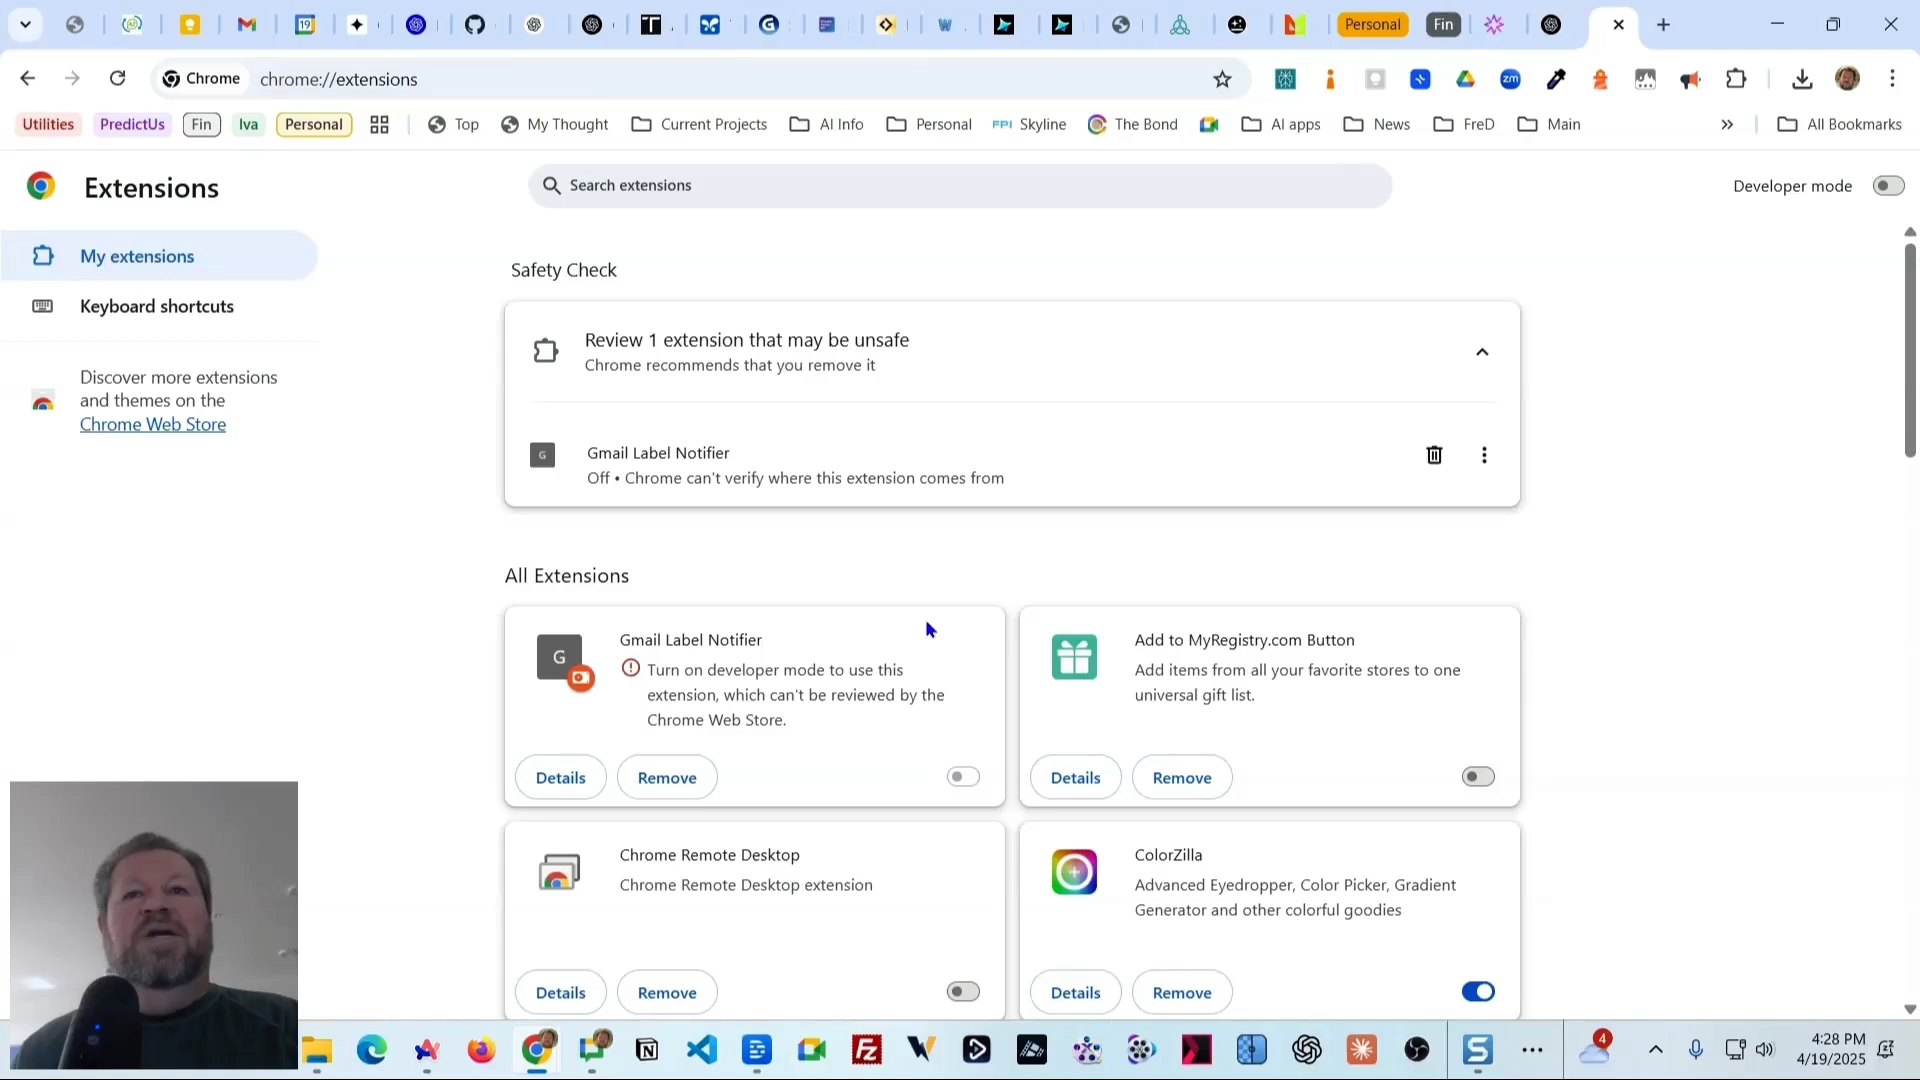 Personal
Fin
Chrome
chrome://extensions
Utilities
PredictUs
Fin
Iva
Personal
Top
My Thought
Current Projects
AI Info
Personal
FPI Skyline
The Bond
AI apps
News
FreD
Main
All Bookmarks
Extensions
Search extensions
Developer mode
My extensions
Keyboard shortcuts
Discover more extensions
and themes on the
Chrome Web Store
Safety Check
Review 1 extension that may be unsafe
Chrome recommends that you remove it
G
Gmail Label Notifier
Off • Chrome can't verify where this extension comes from
All Extensions
G
Gmail Label Notifier
Turn on developer mode to use this
extension, which can't be reviewed by the
Chrome Web Store.
Details
Remove
Add to MyRegistry.com Button
Add items from all your favorite stores to one
universal gift list.
Details
Remove
Chrome Remote Desktop
Chrome Remote Desktop extension
Details
Remove
ColorZilla
Advanced Eyedropper, Color Picker, Gradient
Generator and other colorful goodies
Details
Remove
4
4:28 PM
4/19/2025